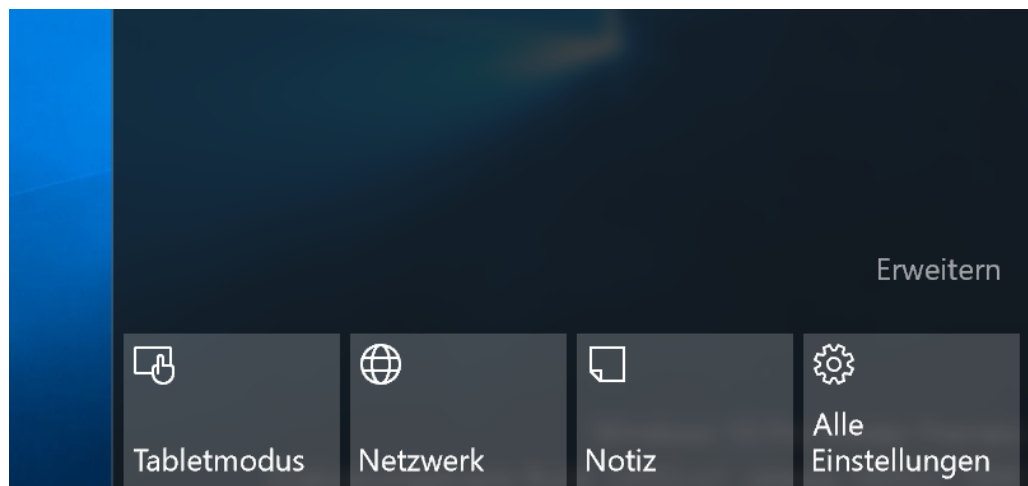 Erweitern
Tabletmodus
Netzwerk
Notiz
Alle
Einstellungen